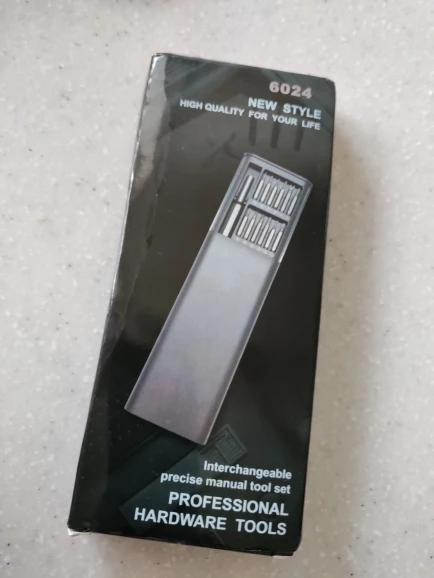 6024
NEW STYLE
HIGH QUALITY FOR YOUR LIFE
Interchangeable
precise manual tool set
PROFESSIONAL
HARDWARE TOOLS